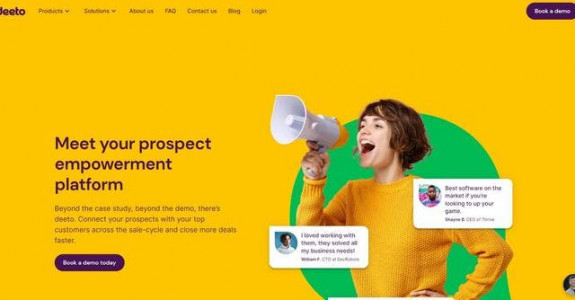 deeto
Products
Solutions
About us
FAQ
Contact us
Blog
Login
Book a demo
Meet your prospect
empowerment
platform
Beyond the case study, beyond the demo, there's
deeto. Connect your prospects with your top
customers across the sale-cycle and close more deals
faster.
Book a demo today
Best software on the
market if you're
looking to up your
game.
Shayne B. CEO of Thrive
I loved working with
them, they solved all
my business needs!
William F. CTO of DevRobots